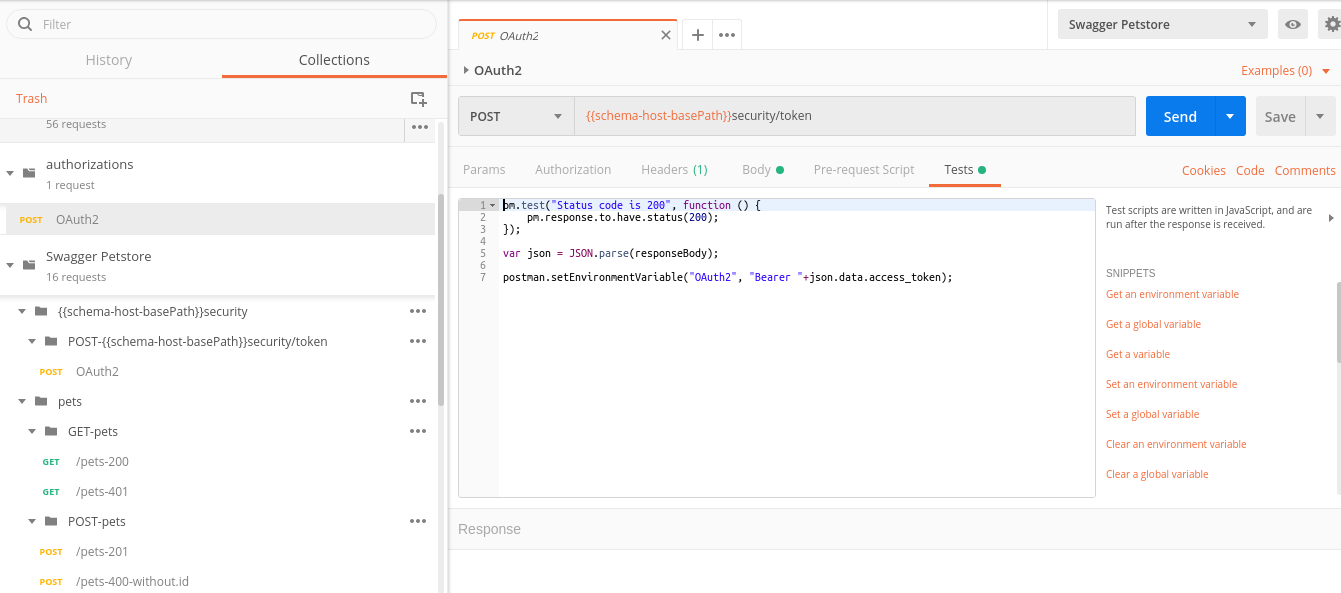 Filter
History
Collections
Trash
56 requests
authorizations
1 request
POST OAuth2
Swagger Petstore
16 requests
{{schema-host-basePath}}security
POST-{{schema-host-basePath}}security/token
POST OAuth2
pets
GET-pets
GET /pets-200
GET /pets-401
POST-pets
POST /pets-201
POST /pets-400-without.id
POST OAuth2
Swagger Petstore
OAuth2
Examples (0)
POST
{{schema-host-basePath}}security/token
Send
Save
Params Authorization Headers (1) Body Pre-request Script Tests
Cookies Code Comments
1 pm.test("Status code is 200", function () {
2 pm.response.to.have.status(200);
3 });
4
5 var json = JSON.parse(responseBody);
6
7 postman.setEnvironmentVariable("OAuth2", "Bearer "+json.data.access_token);
Test scripts are written in JavaScript, and are
run after the response is received.
SNIPPETS
Get an environment variable
Get a global variable
Get a variable
Set an environment variable
Set a global variable
Clear an environment variable
Clear a global variable
Response